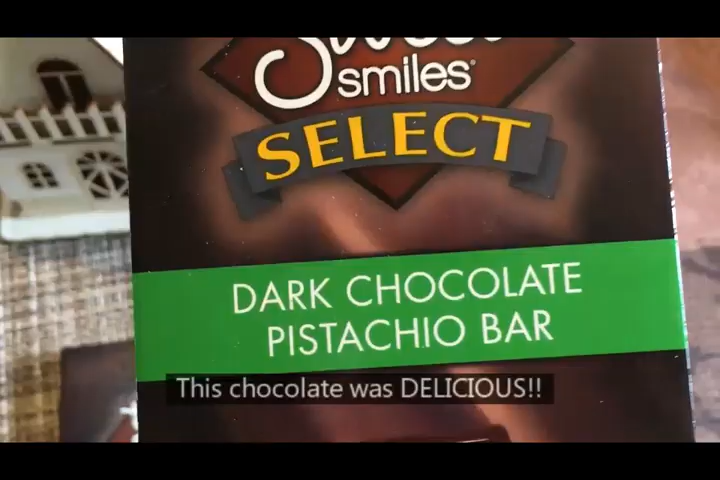 smiles®
SELECT
DARK CHOCOLATE
PISTACHIO BAR
This chocolate was DELICIOUS!!